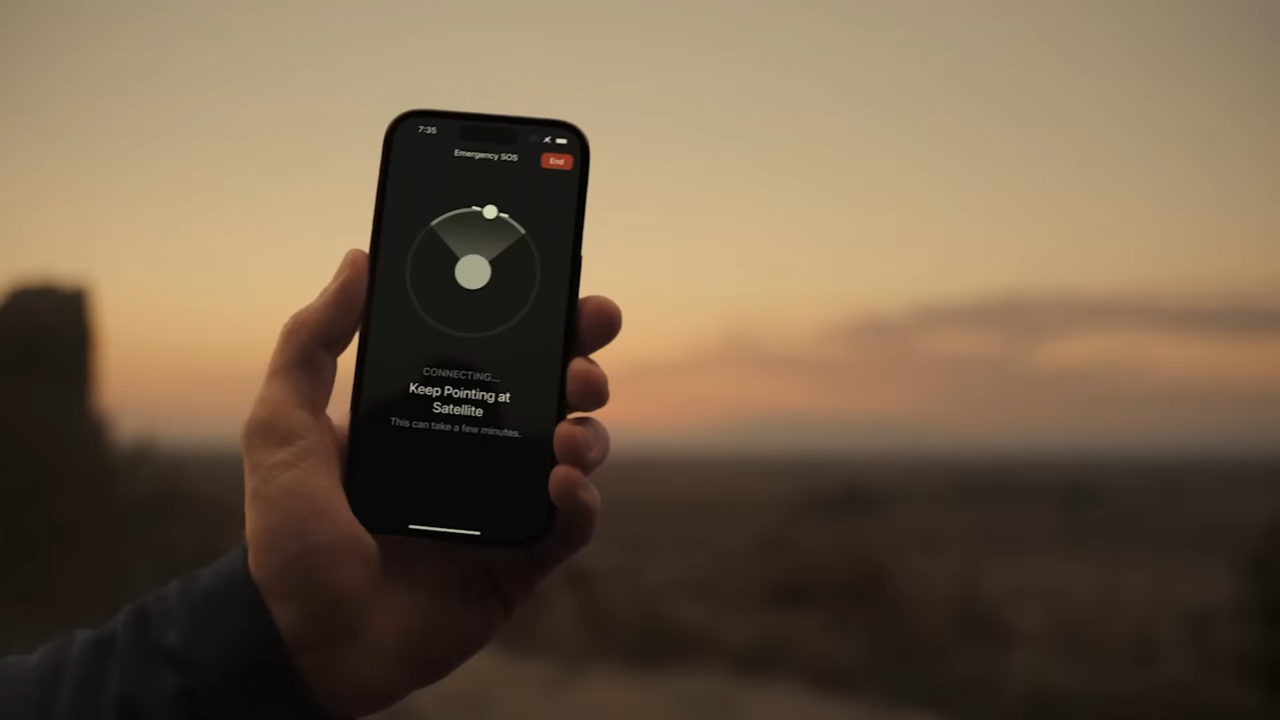 7:35
Emergency SOS
End
CONNECTING...
Keep Pointing at
Satellite
This can take a few minutes.